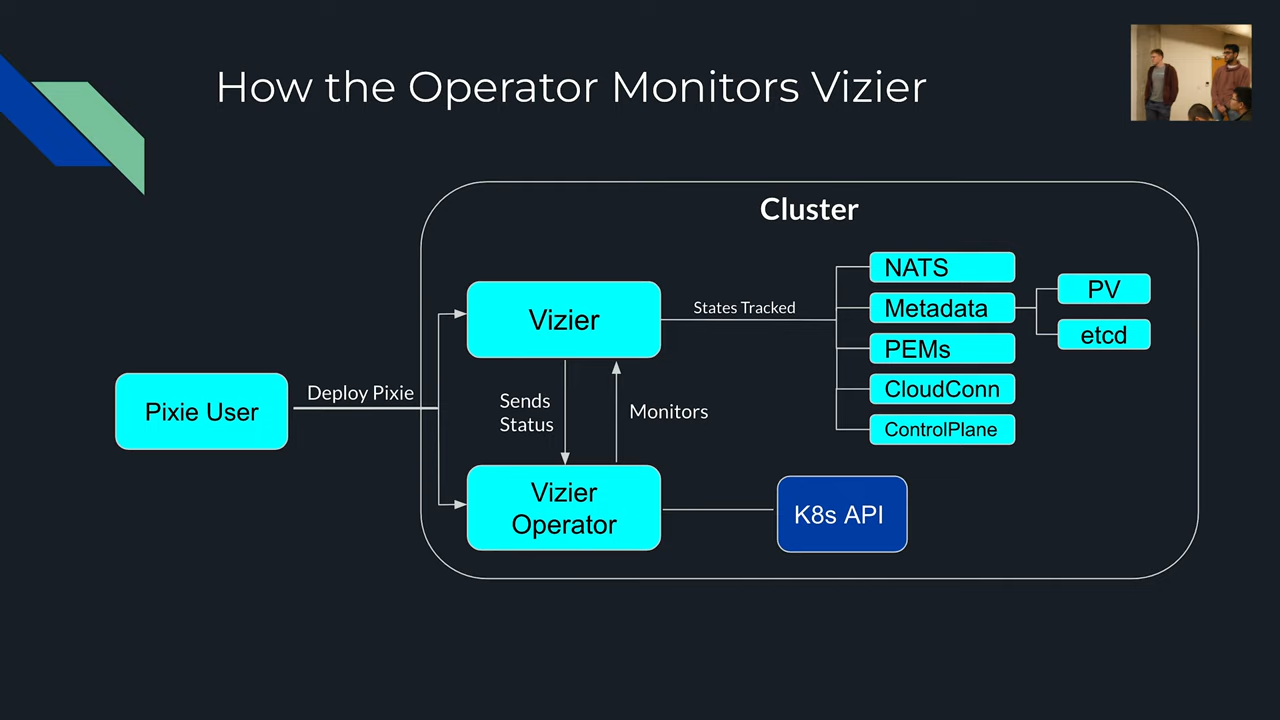 How the Operator Monitors Vizier
Cluster
NATS
Metadata
PEMs
CloudConn
ControlPlane
PV
etcd
Vizier
States Tracked
Pixie User
Deploy Pixie
Sends
Status
Monitors
Vizier
Operator
K8s API